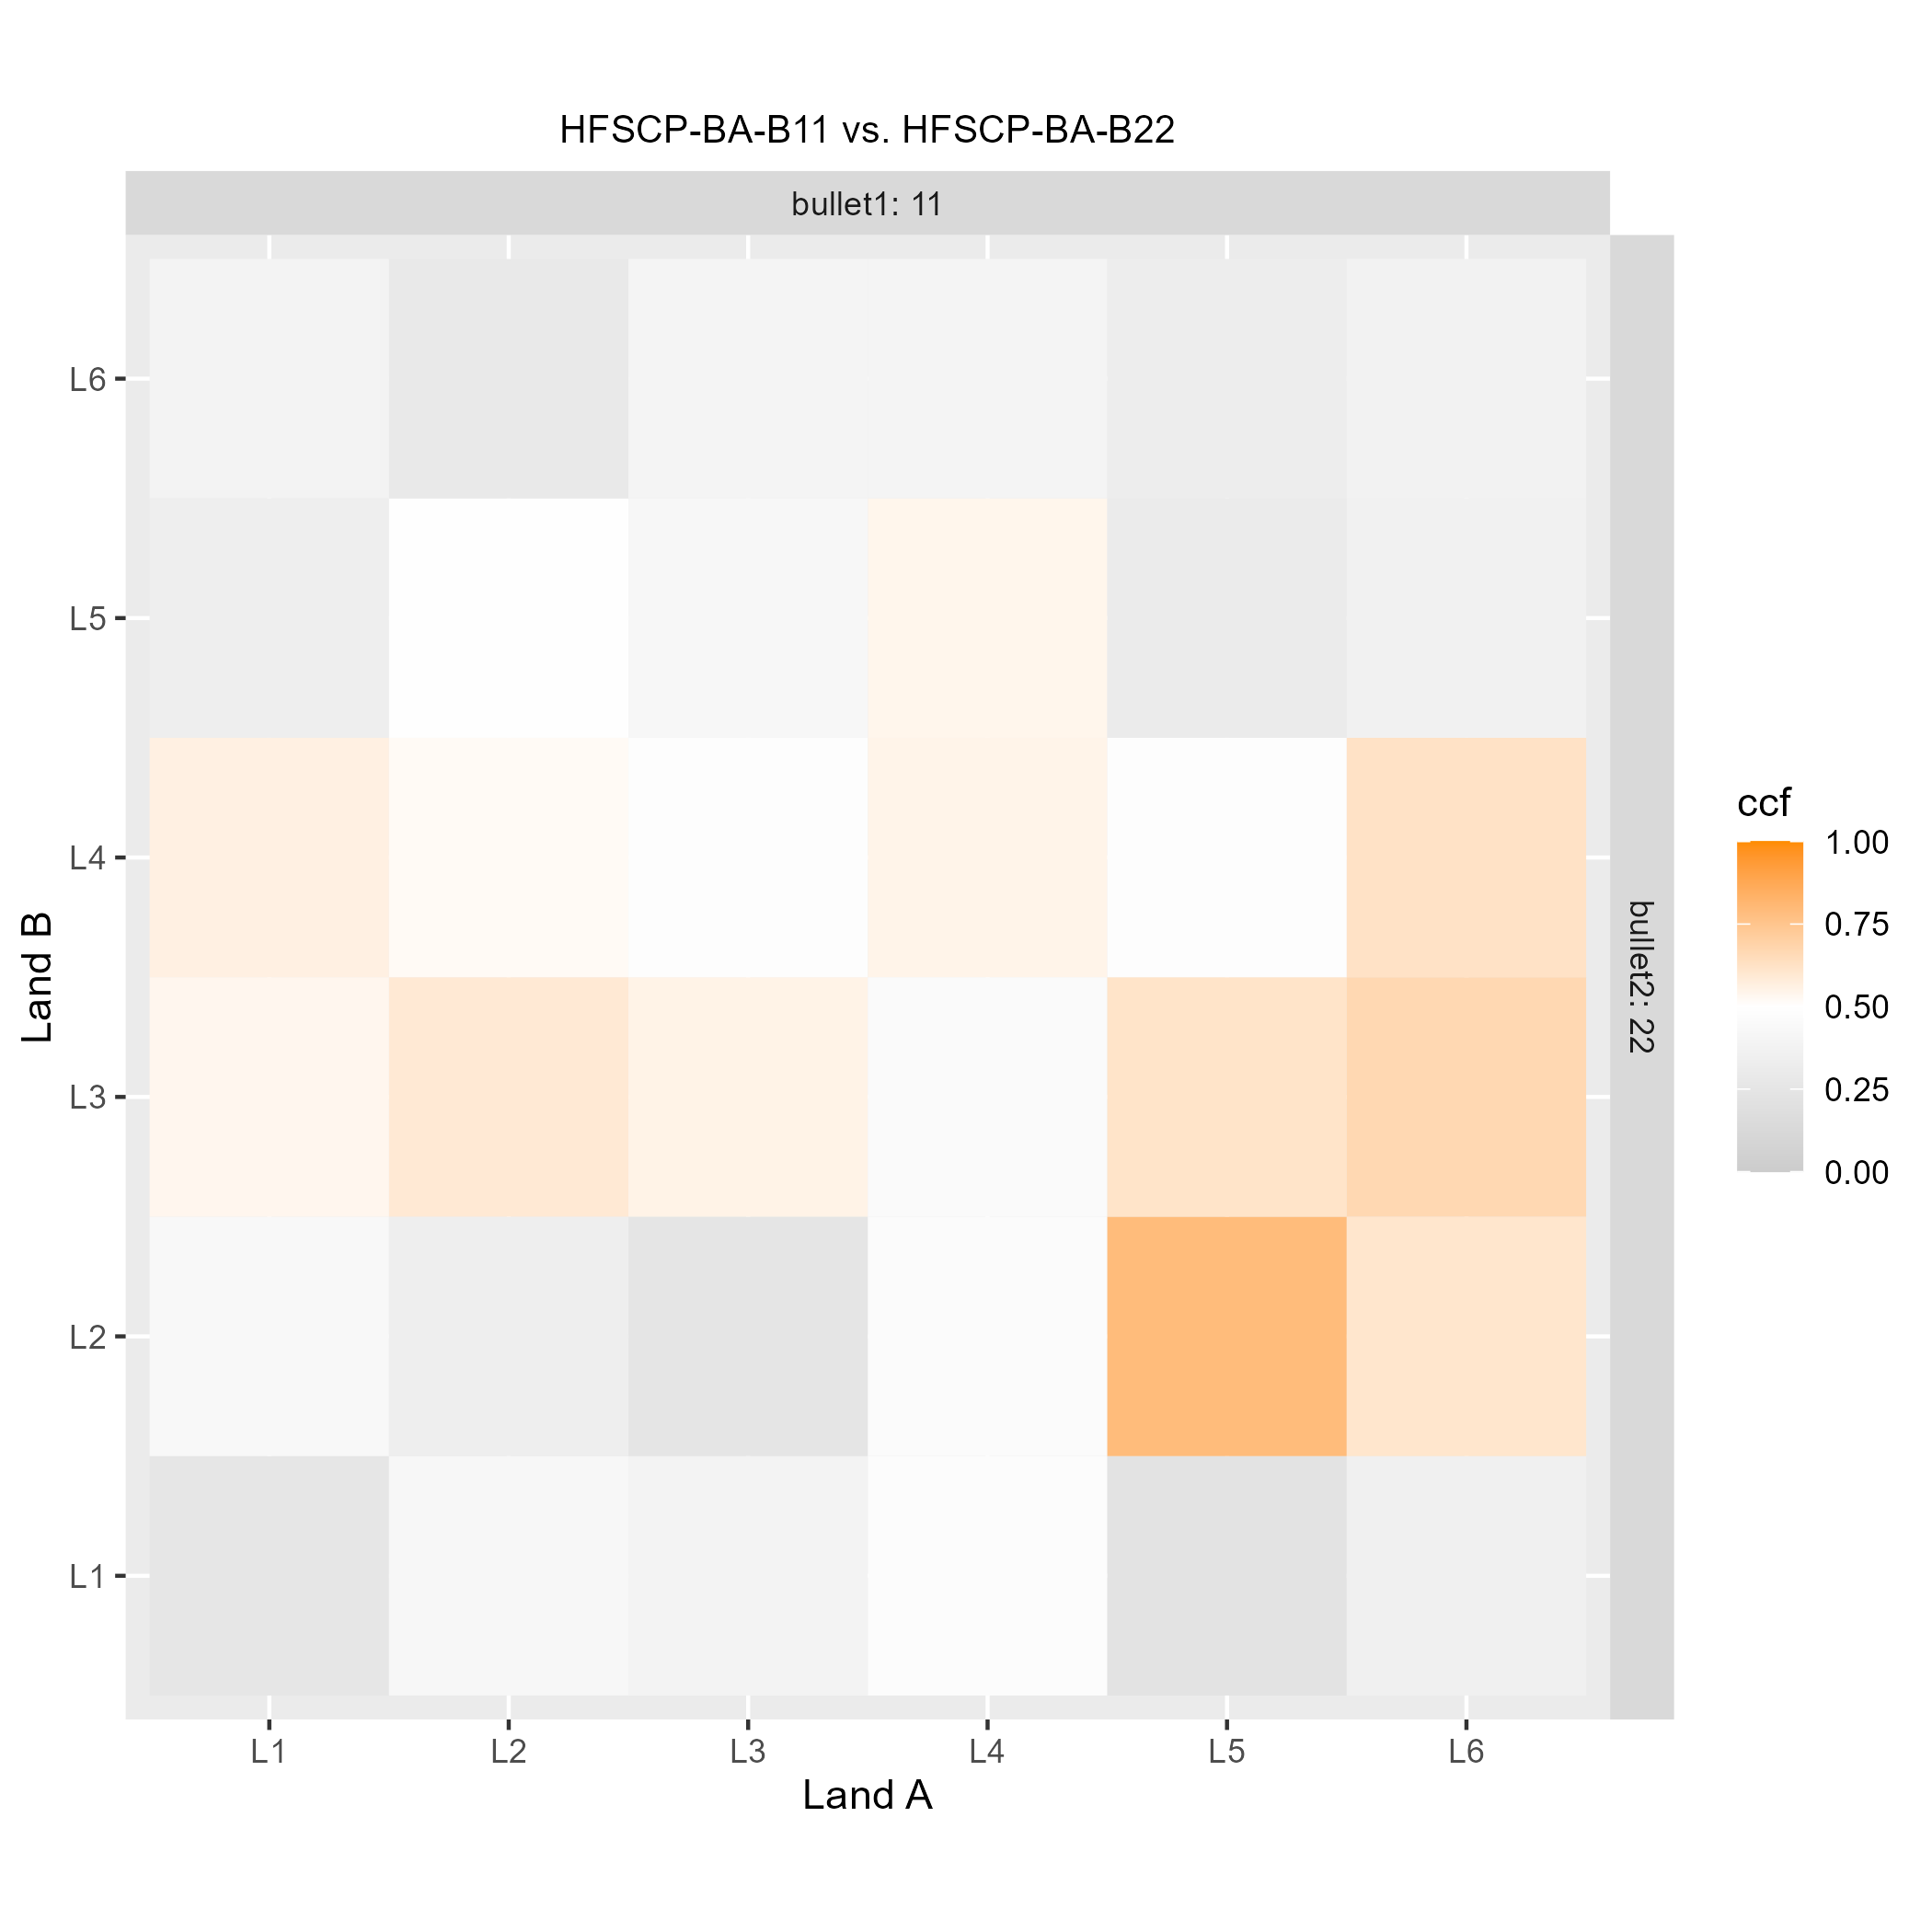 HFSCP-BA-B11 vs. HFSCP-BA-B22
bullet1: 11
L6
L5
L4
L3
L2
L1
Land B
bullet2: 22
L1
L2
L3
L4
L5
L6
Land A
ccf
1.00
0.75
0.50
0.25
0.00